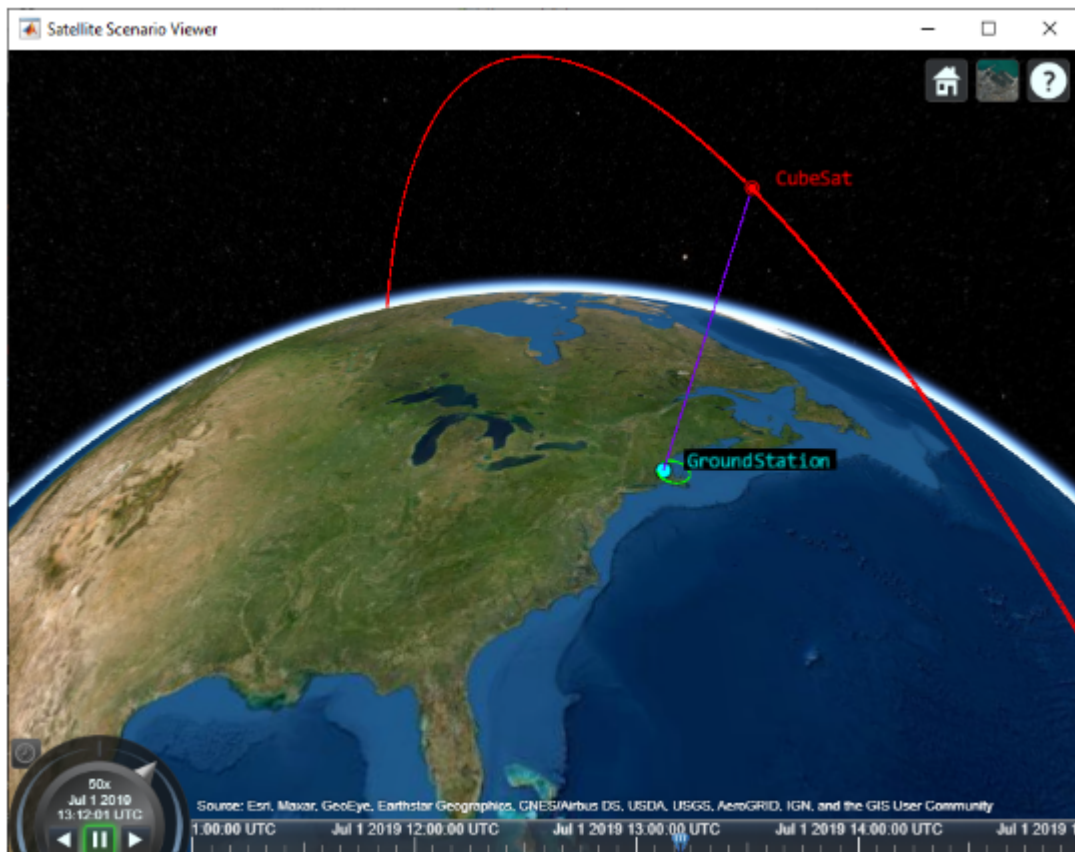 Satellite Scenario Viewer
?
CubeSat
GroundStation
50x
Jul 1 2019
13:12:01 UTC
Source: Esri, Maxar, GeoEye, Earthstar Geographics, CNES/Airbus DS, USDA, USGS, AeroGRID, IGN, and the GIS User Community
1:00:00 UTC Jul 1 2019 12:00:00 UTC Jul 1 2019 13:00:00 UTC Jul 1 2019 14:00:00 UTC Jul 1 2019 1